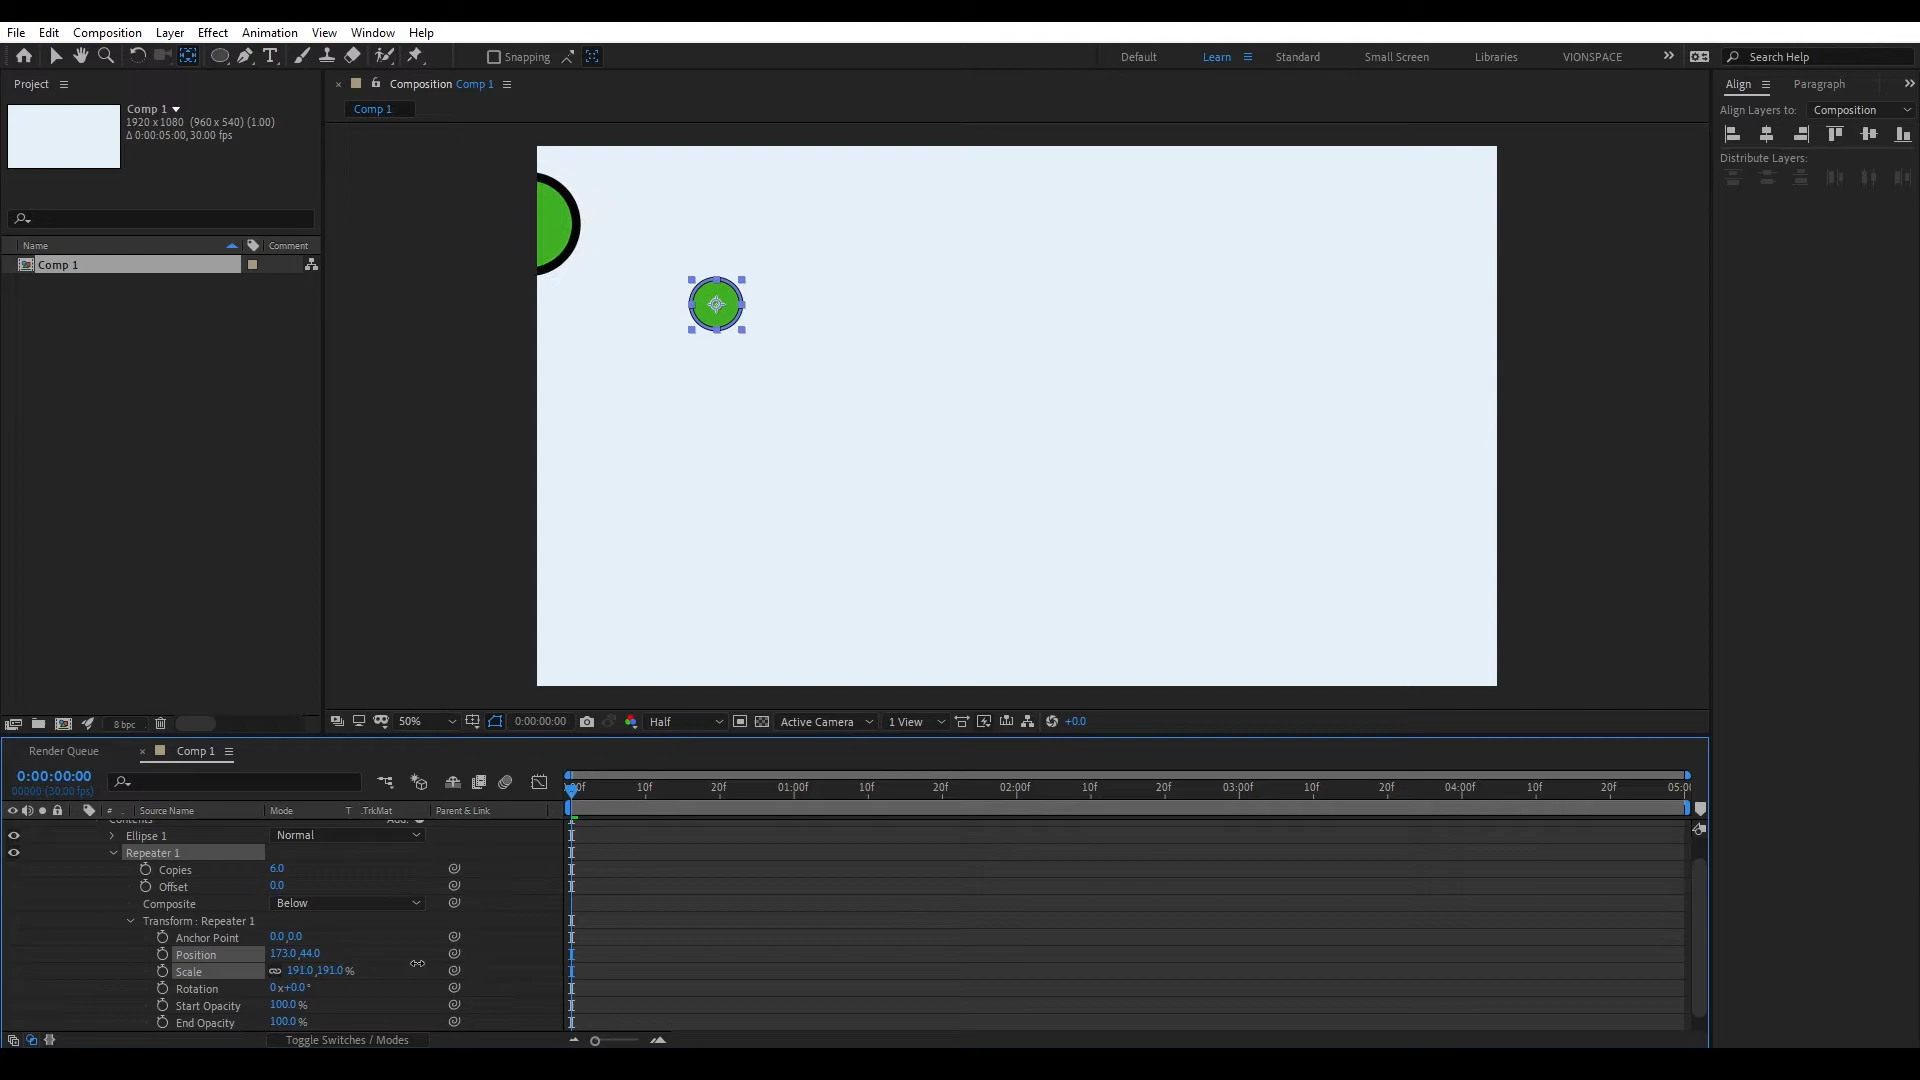 File Edit Composition Layer Effect Animation View Window Help
Snapping Default Learn Standard Small Screen Libraries VIONSPACE Search Help
Project Composition Comp 1 Align Paragraph
Comp 1
1920 x 1080 (960 x 540) (1.00)
Δ 0:00:05:00, 30.00 fps
Comp 1
Align Layers to: Composition
Distribute Layers:
Name Comment
Comp 1
8 bpc
50% 0:00:00:00 Half Active Camera 1 View +0.0
Render Queue Comp 1
0:00:00:00
00000 (30.00 fps)
:00f 10f 20f 01:00f 10f 20f 02:00f 10f 20f 03:00f 10f 20f 04:00f 10f 20f 05:00
# Source Name Mode T .TrkMat Parent & Link
Contents Add:
Ellipse 1 Normal
Repeater 1
Copies 6.0
Offset 0.0
Composite Below
Transform : Repeater 1
Anchor Point 0.0,0.0
Position 173.0,44.0
Scale 191.0,191.0%
Rotation 0x+0.0°
Start Opacity 100.0%
End Opacity 100.0%
Toggle Switches / Modes